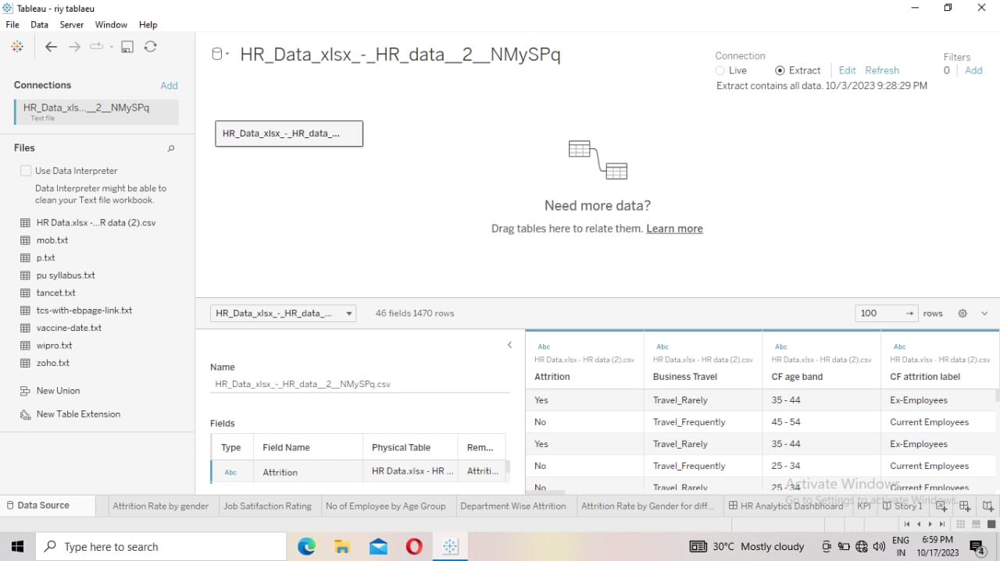 Tableau - riy tablaeu
File Data Server Window Help
HR_Data_xlsx_-_HR_data__2__NMySPq
Connection
Live Extract Edit Refresh
Extract contains all data. 10/3/2023 9:28:29 PM
Filters
0 Add
Connections Add
HR_Data_xls...__2__NMySPq
Text file
Files
Use Data Interpreter
Data Interpreter might be able to
clean your Text file workbook.
HR Data.xlsx -...R data (2).csv
mob.txt
p.txt
pu syllabus.txt
tancet.txt
tcs-with-ebpage-link.txt
vaccine-date.txt
wipro.txt
zoho.txt
New Union
New Table Extension
HR_Data_xlsx_-_HR_data_...
Need more data?
Drag tables here to relate them. Learn more
HR_Data_xlsx_-_HR_data_... 46 fields 1470 rows 100 rows
Name
HR_Data_xlsx_-_HR_data__2__NMySPq.csv
Fields
Type Field Name Physical Table Rem...
Abc Attrition HR Data.xlsx - HR ... Attriti...
Abc Abc Abc Abc
HR Data.xlsx - HR data (2).csv HR Data.xlsx - HR data (2).csv HR Data.xlsx - HR data (2).csv HR Data.xlsx - HR data (2).csv
Attrition Business Travel CF age band CF attrition label
Yes Travel_Rarely 35 - 44 Ex-Employees
No Travel_Frequently 45 - 54 Current Employees
Yes Travel_Rarely 35 - 44 Ex-Employees
No Travel_Frequently 25 - 34 Current Employees
No Travel_Rarely 25 - 34 Current Employees
Activate Windows
Go to Settings to activate Windows.
Data Source Attrition Rate by gender Job Satifaction Rating No of Employee by Age Group Department Wise Attrition Attrition Rate by Gender for diff... HR Analytics Dashboard KPI Story 1
Type here to search
30°C Mostly cloudy
ENG
IN
6:59 PM
10/17/2023
4